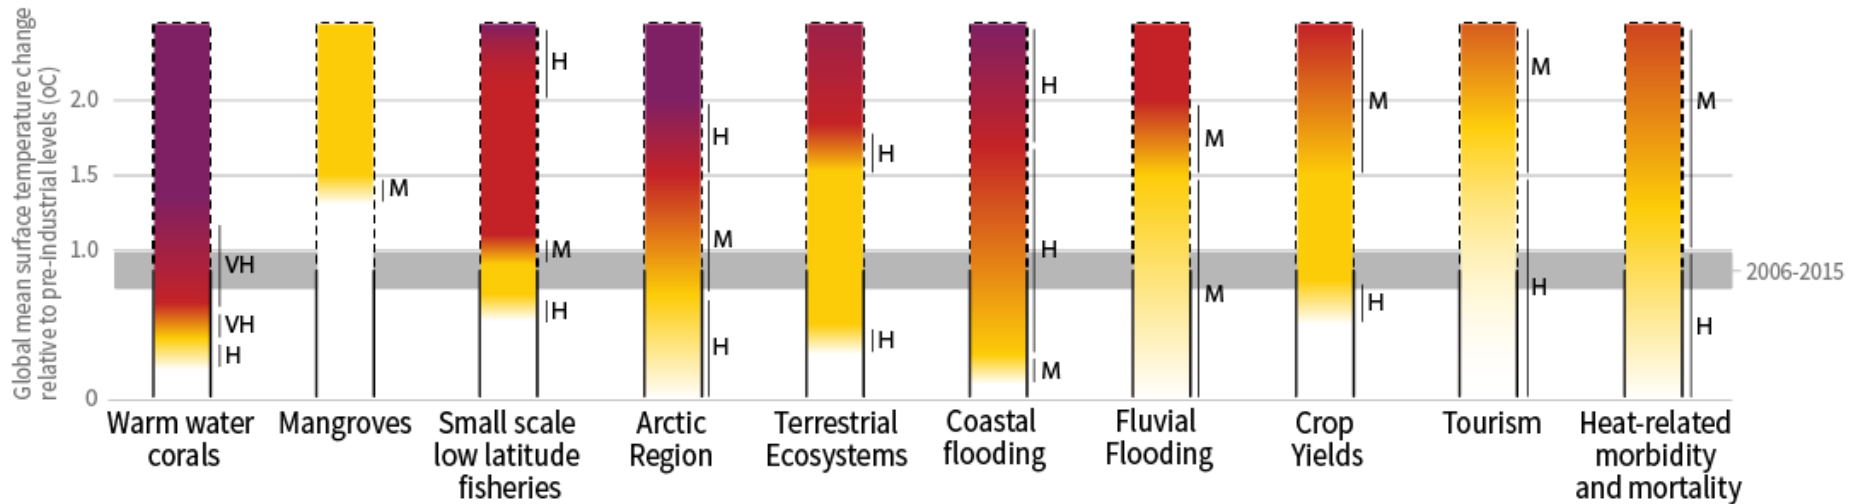 Global mean surface temperature change
relative to pre-industrial levels (oC)
2.0
1.5
1.0
0
VH
VH
H
M
H
M
H
H
M
H
H
H
H
H
M
M
M
M
H
M
H
M
H
2006-2015
Warm water
corals
Mangroves
Small scale
low latitude
fisheries
Arctic
Region
Terrestrial
Ecosystems
Coastal
flooding
Fluvial
Flooding
Crop
Yields
Tourism
Heat-related
morbidity
and mortality